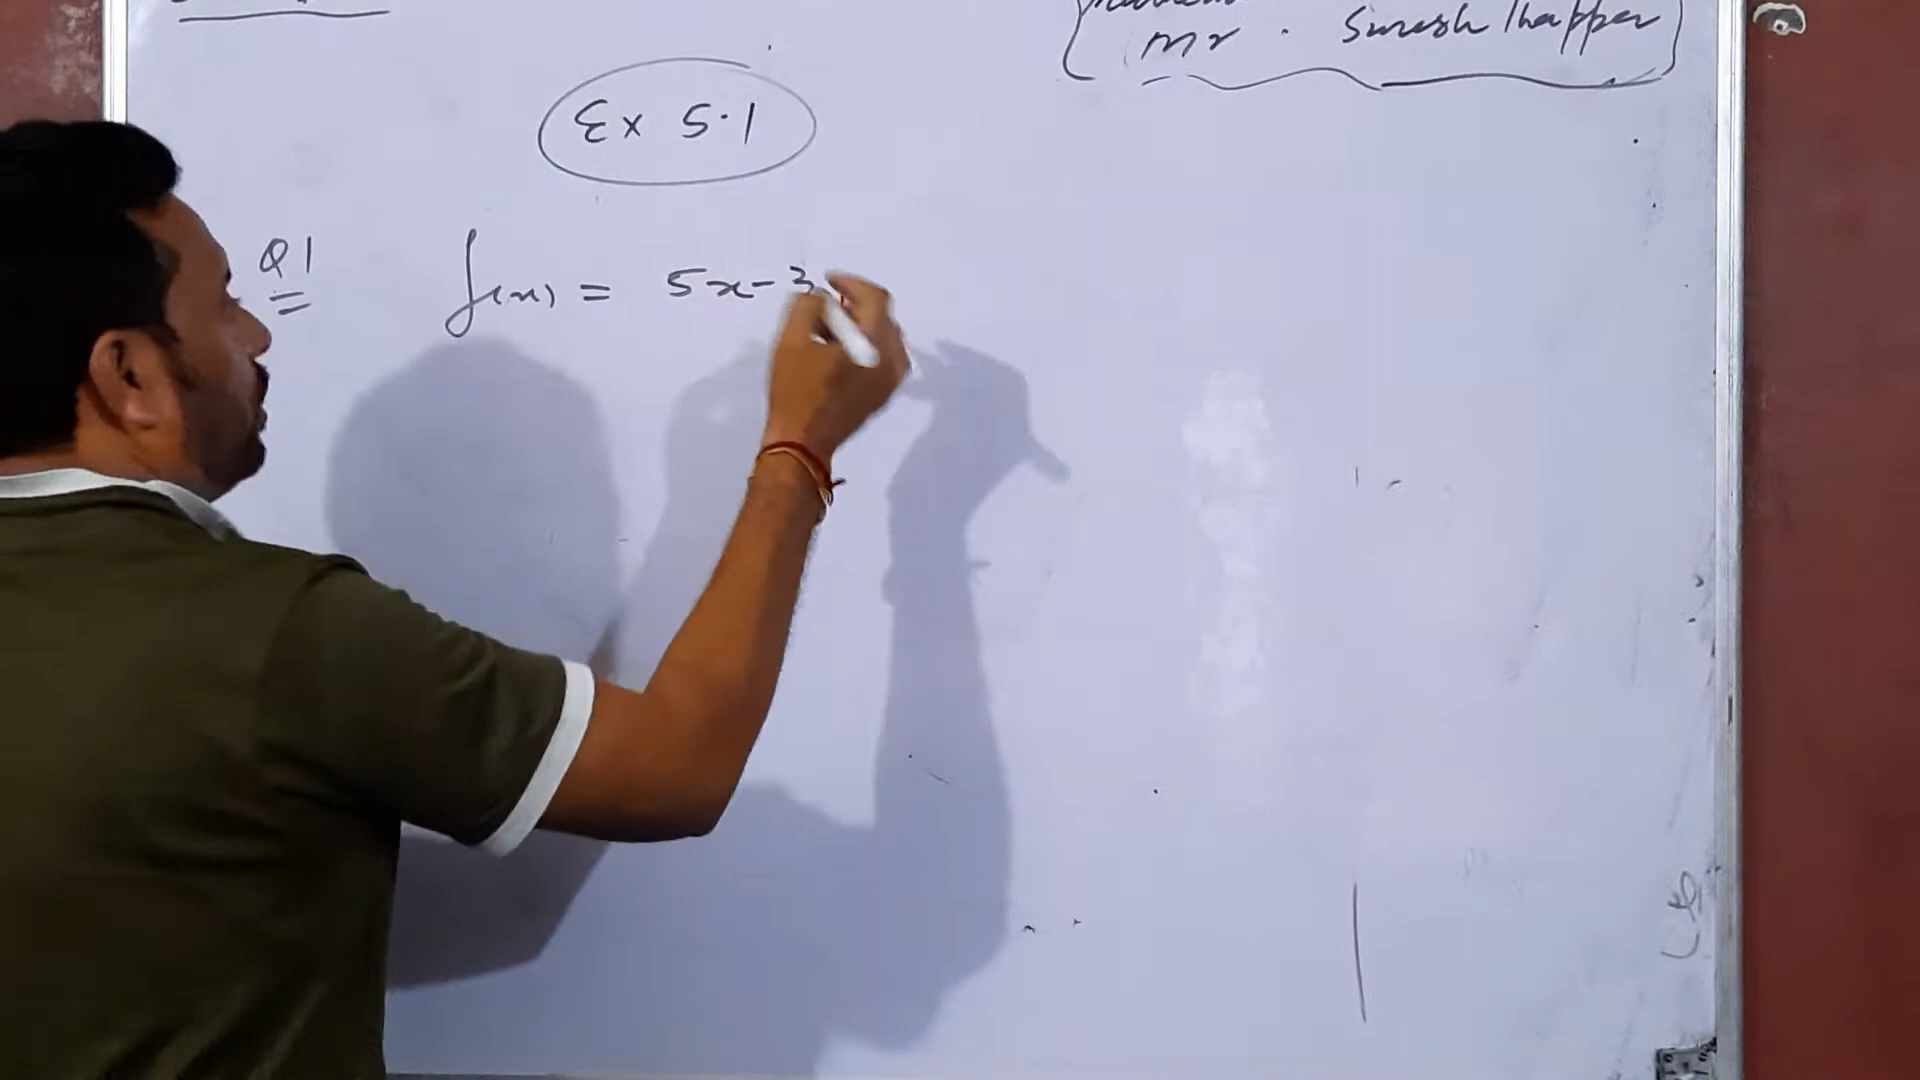 Mr. Suresh Thapper
Ex 5.1
Q1 f(x) = 5x-3